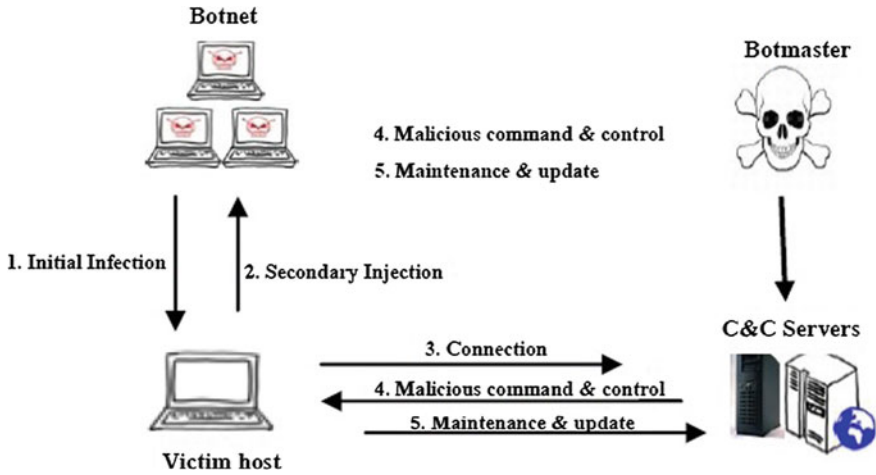 Botnet
Botmaster
4. Malicious command & control
5. Maintenance & update
1. Initial Infection
2. Secondary Injection
C&C Servers
3. Connection
4. Malicious command & control
5. Maintenance & update
Victim host